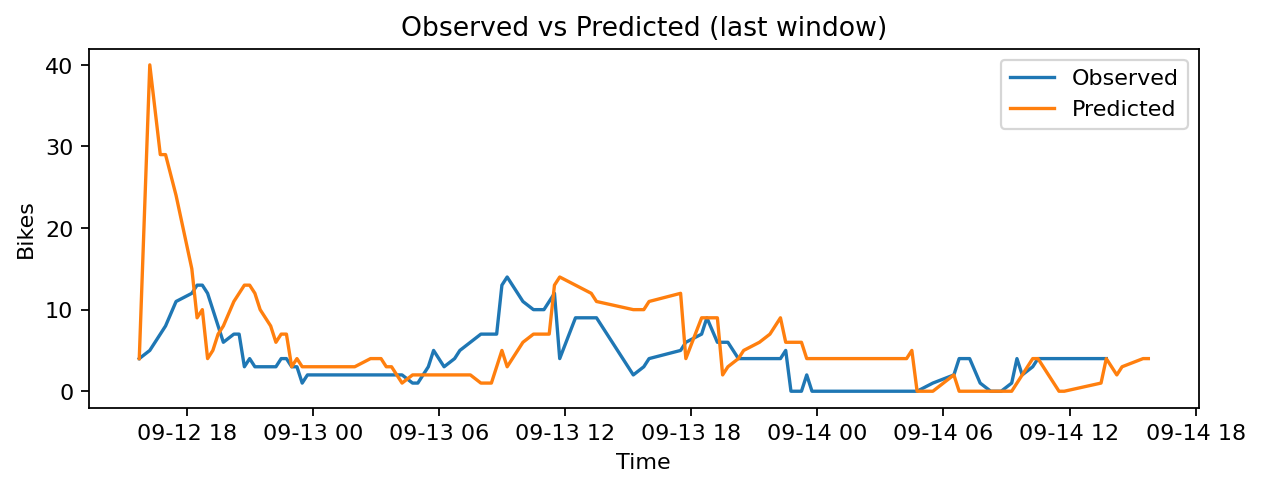 Observed vs Predicted (last window)
Observed
Predicted
40
30
20
10
0
Bikes
09-12 18
09-13 00
09-13 06
09-13 12
09-13 18
09-14 00
09-14 06
09-14 12
09-14 18
Time